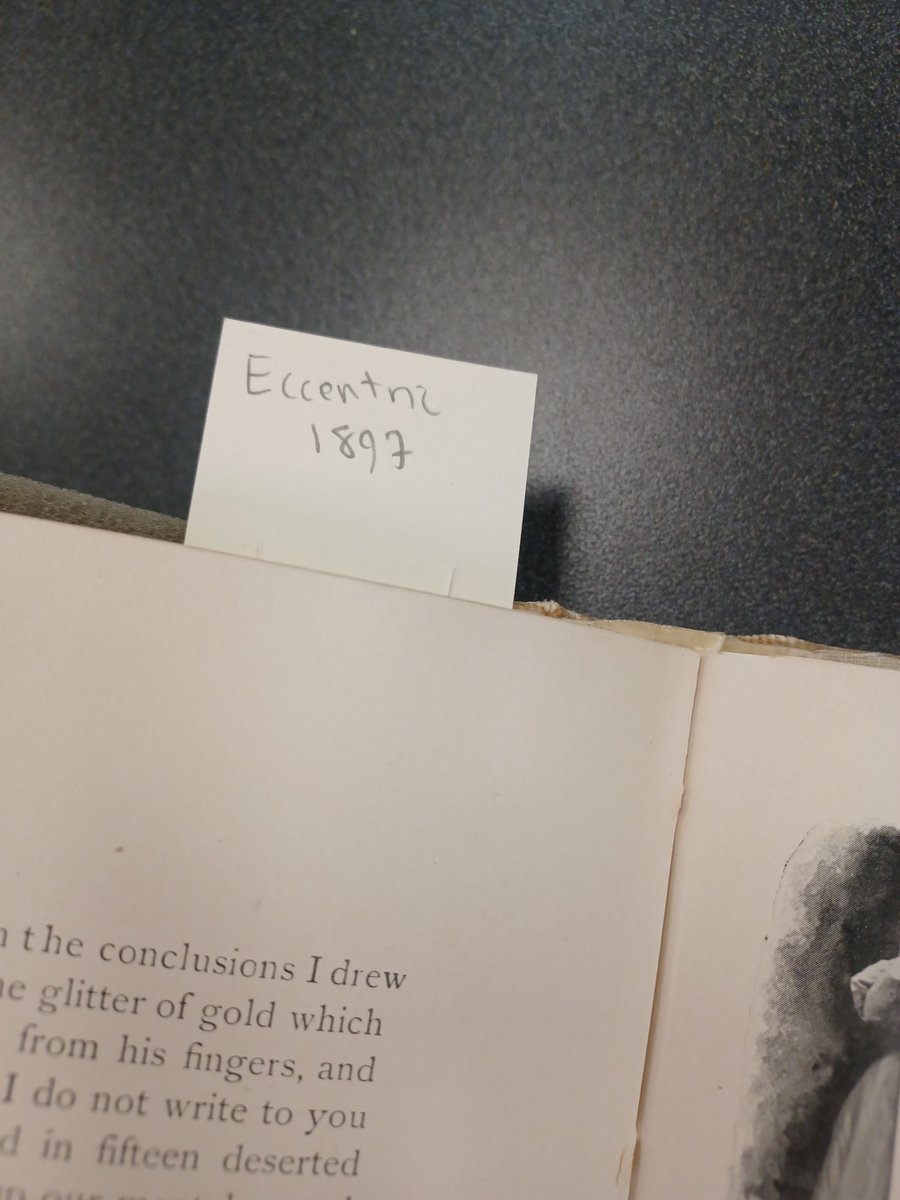 Eccentric
1897
the conclusions I drew
glitter of gold which
from his fingers, and
I do not write to you
in fifteen deserted
our